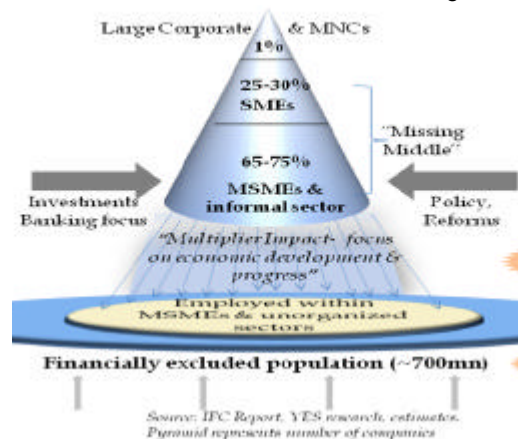 Large Corporate & MNCs
1%
25-30%
SMEs
"Missing
Middle"
65-75%
MSMEs &
informal sector
Investments
Banking focus
Policy,
Reforms
"Multiplier Impact- focus
on economic development &
progress"
Employed within
MSMEs & unorganized
sectors
Financially excluded population (~700mn)
Source: IFC Report, YES research, estimates.
Pyramid represents number of companies